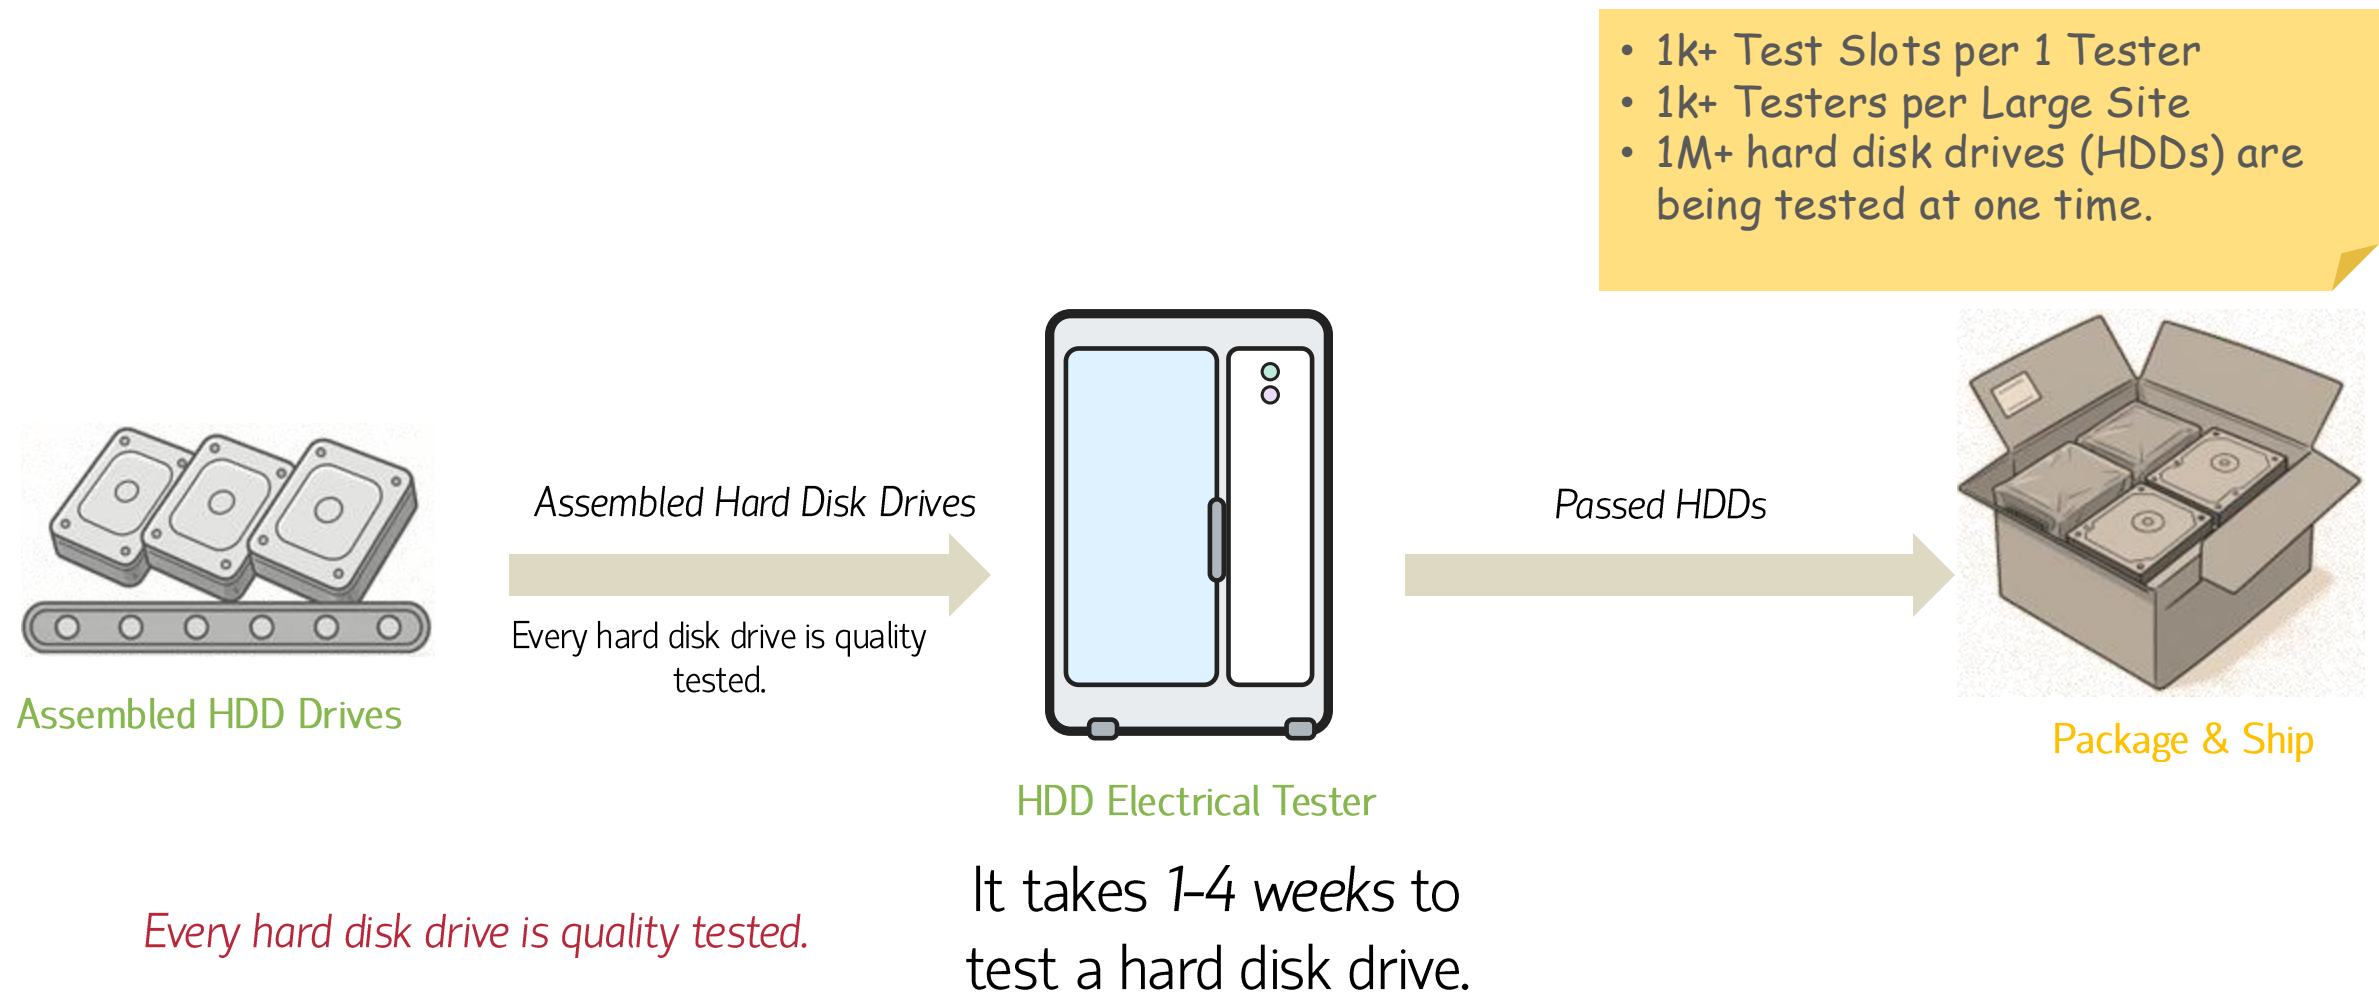 • 1k+ Test Slots per 1 Tester
• 1k+ Testers per Large Site
• 1M+ hard disk drives (HDDs) are
being tested at one time.
Assembled Hard Disk Drives
Every hard disk drive is quality
tested.
Passed HDDs
Assembled HDD Drives
HDD Electrical Tester
Package & Ship
Every hard disk drive is quality tested.
It takes 1-4 weeks to
test a hard disk drive.